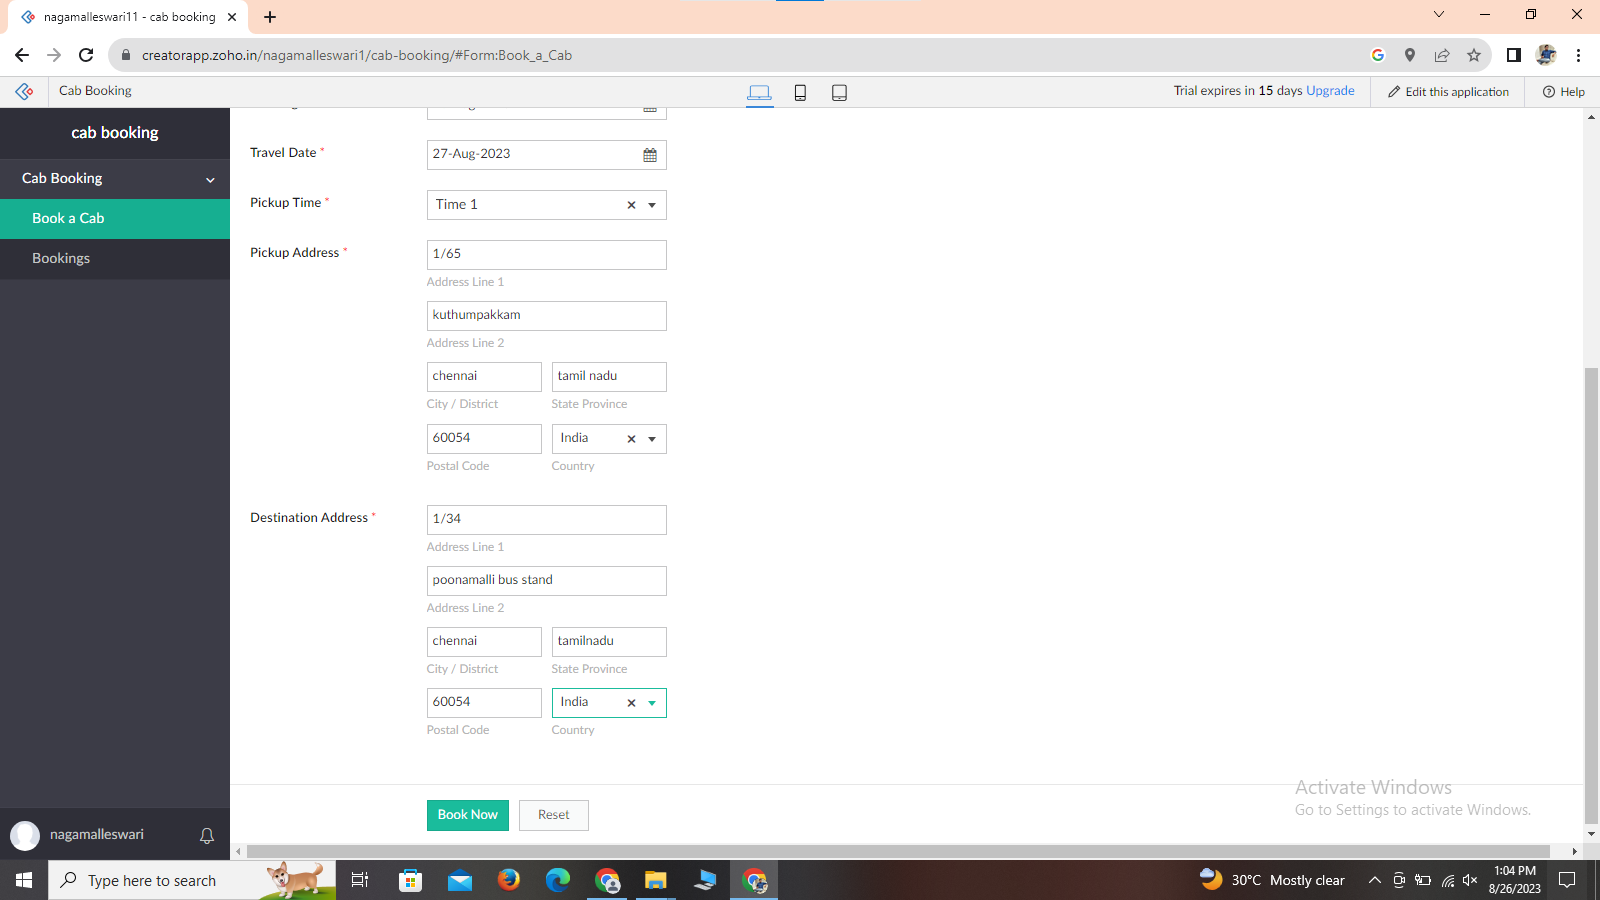 nagamalleswari11 - cab booking
creatorapp.zoho.in/nagamalleswari1/cab-booking/#Form:Book_a_Cab
Cab Booking
Trial expires in 15 days Upgrade
Edit this application
Help
cab booking
Cab Booking
Book a Cab
Bookings
Travel Date *
27-Aug-2023
Pickup Time *
Time 1
Pickup Address *
1/65
Address Line 1
kuthumpakkam
Address Line 2
chennai
tamil nadu
City / District
State Province
60054
India
Postal Code
Country
Destination Address *
1/34
Address Line 1
poonamalli bus stand
Address Line 2
chennai
tamilnadu
City / District
State Province
60054
India
Postal Code
Country
Book Now
Reset
Activate Windows
Go to Settings to activate Windows.
nagamalleswari
Type here to search
30°C Mostly clear
1:04 PM
8/26/2023